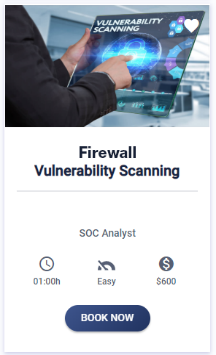 VULNERABILITY
SCANNING
Firewall
Vulnerability Scanning
SOC Analyst
01:00h
Easy
$600
BOOK NOW